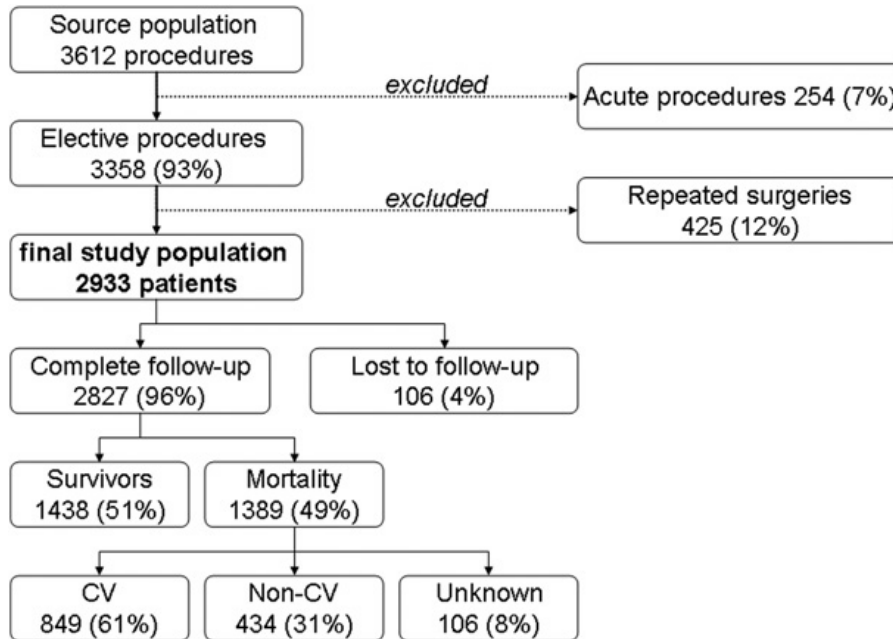 Source population
3612 procedures
excluded
Acute procedures 254 (7%)
Elective procedures
3358 (93%)
excluded
Repeated surgeries
425 (12%)
final study population
2933 patients
Complete follow-up
2827 (96%)
Lost to follow-up
106 (4%)
Survivors
1438 (51%)
Mortality
1389 (49%)
CV
849 (61%)
Non-CV
434 (31%)
Unknown
106 (8%)